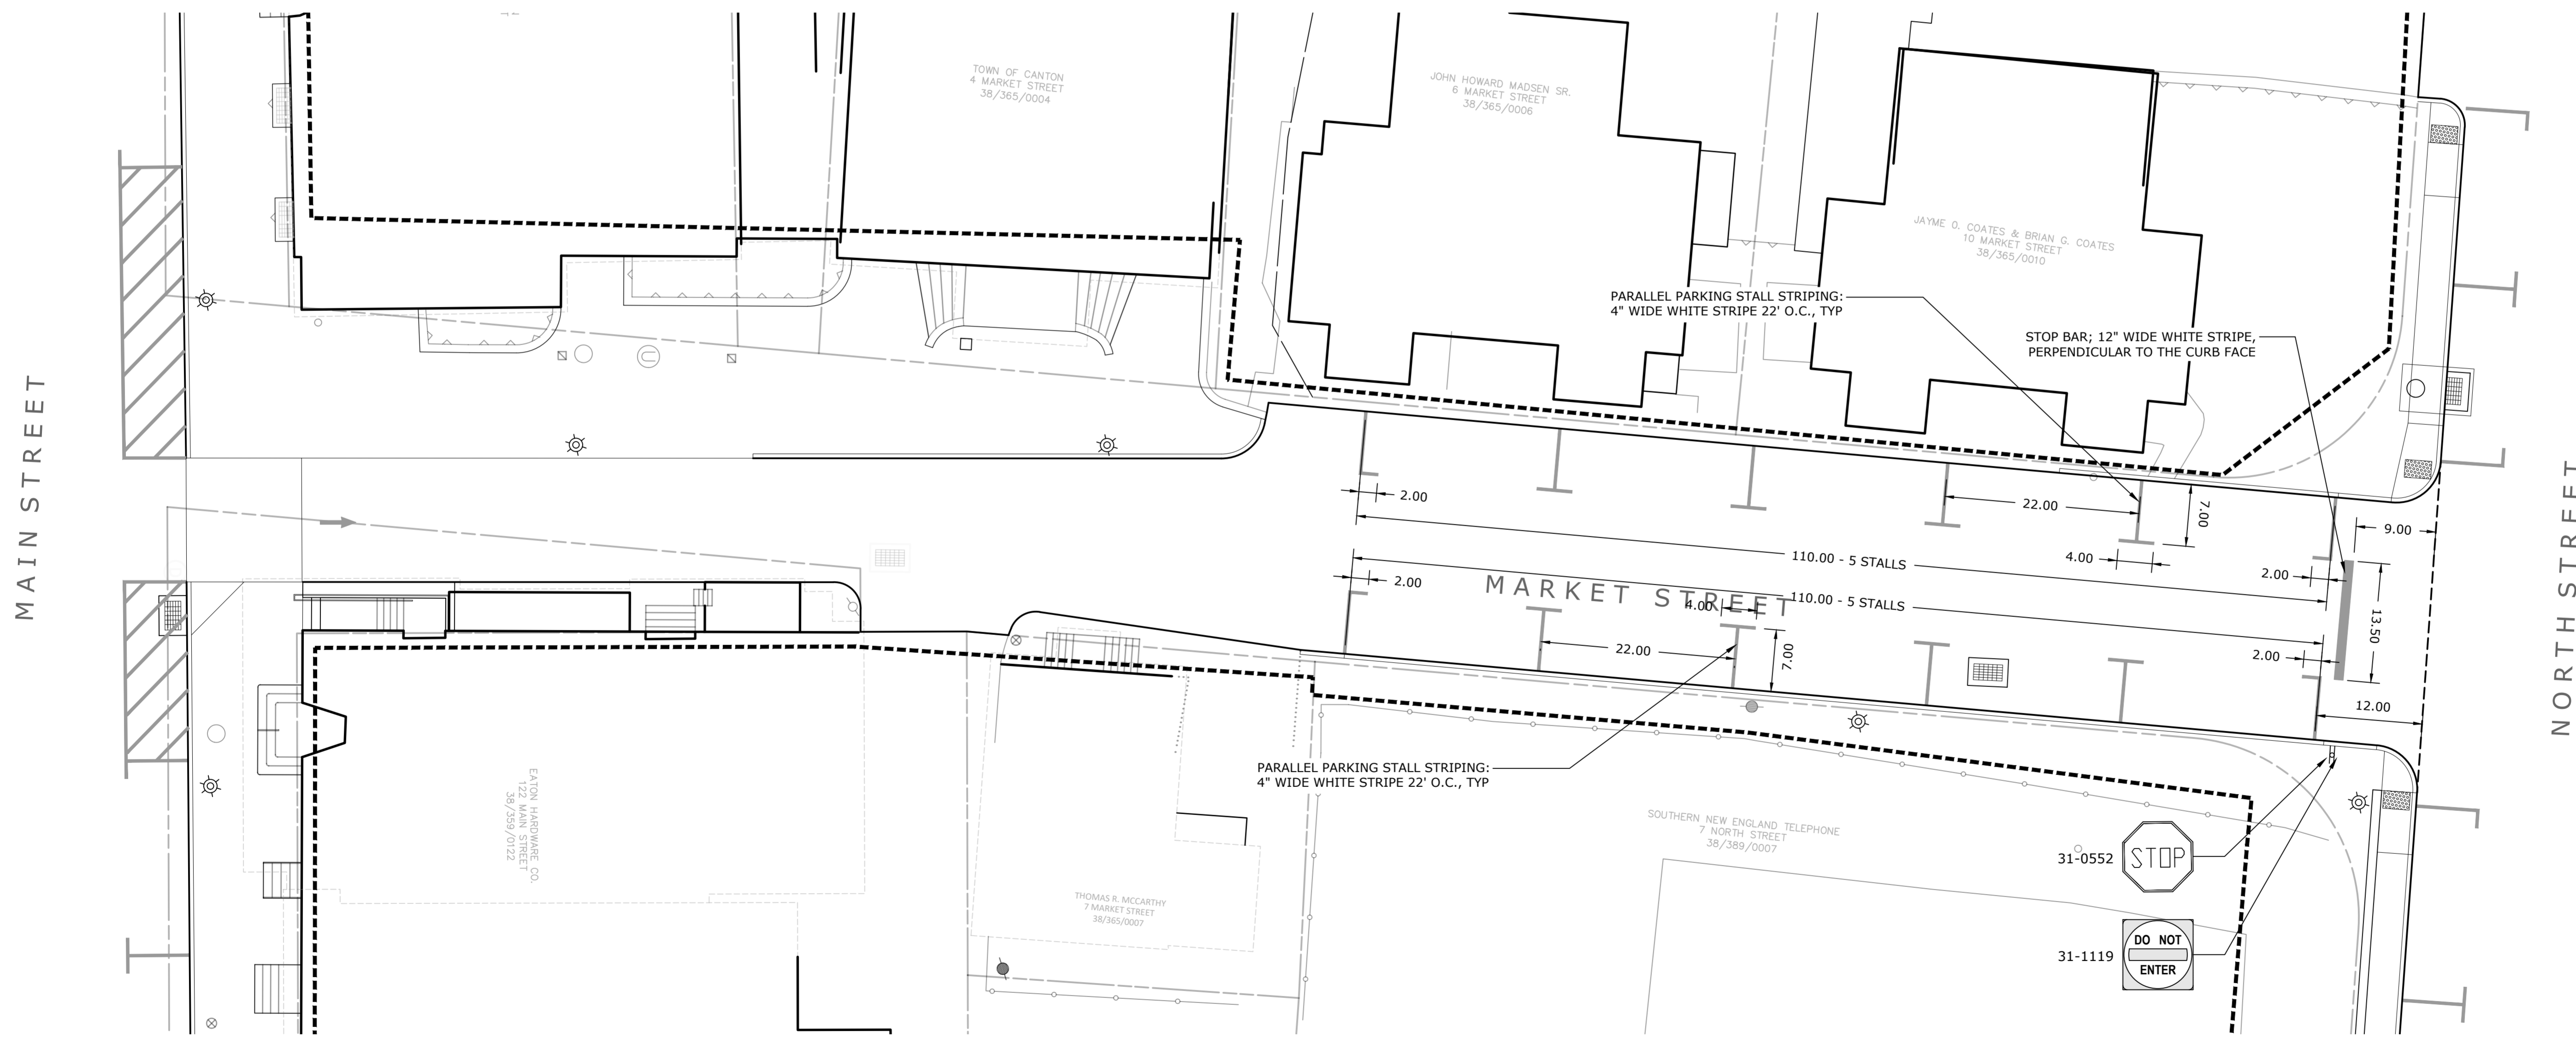 MAIN STREET
TOWN OF CANTON
4 MARKET STREET
38/365/0004
JOHN HOWARD MADSEN SR.
6 MARKET STREET
38/365/0006
JAYME O. COATES & BRIAN G. COATES
10 MARKET STREET
38/365/0010
PARALLEL PARKING STALL STRIPING:
4" WIDE WHITE STRIPE 22' O.C., TYP
STOP BAR; 12" WIDE WHITE STRIPE,
PERPENDICULAR TO THE CURB FACE
2.00
22.00
7.00
9.00
110.00 - 5 STALLS
4.00
2.00
2.00
MARKET STREET
4.00
110.00 - 5 STALLS
13.50
22.00
7.00
2.00
12.00
NORTH STREET
PARALLEL PARKING STALL STRIPING:
4" WIDE WHITE STRIPE 22' O.C., TYP
EATON HARDWARE CO.
122 MAIN STREET
38/359/0122
SOUTHERN NEW ENGLAND TELEPHONE
7 NORTH STREET
38/389/0007
THOMAS R. MCCARTHY
7 MARKET STREET
38/365/0007
31-0552
STOP
31-1119
DO NOT
ENTER